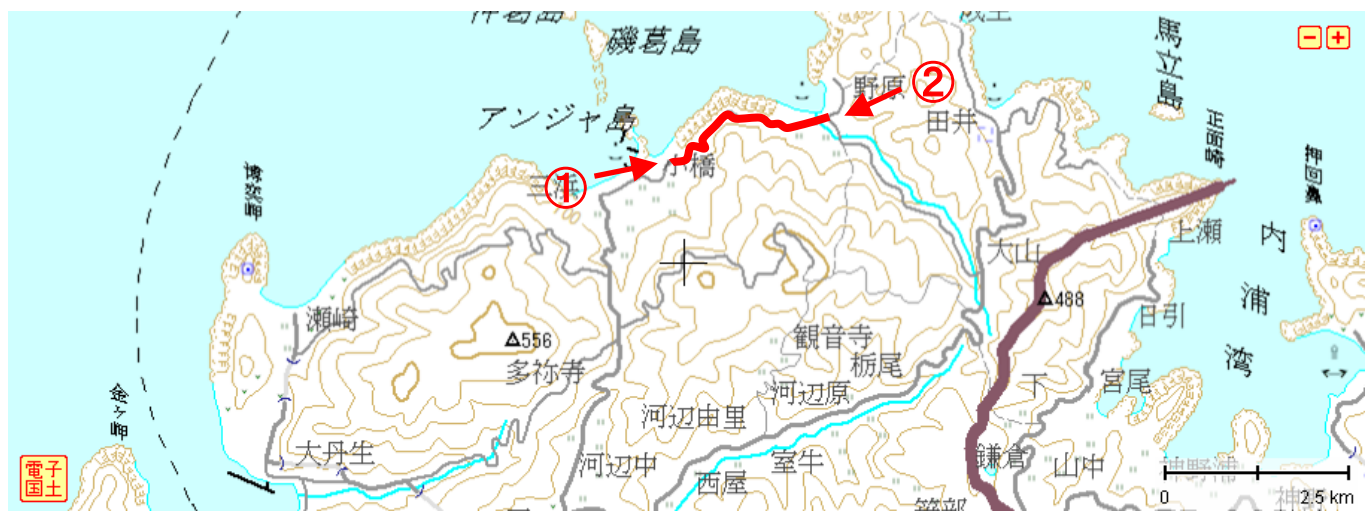 磯葛島
アンジャ島
馬立島
野原
②
田井
正面崎
押回鼻
小橋
①
三浜
100
博奕岬
大山
上瀬
内浦湾
488
日引
瀬崎
556
多祢寺
観音寺
栃尾
河辺原
下
宮尾
河辺由里
金ヶ岬
大丹生
河辺中
室牛
西屋
鎌倉
山中
神野浦
電子
国土
0
2.5 km